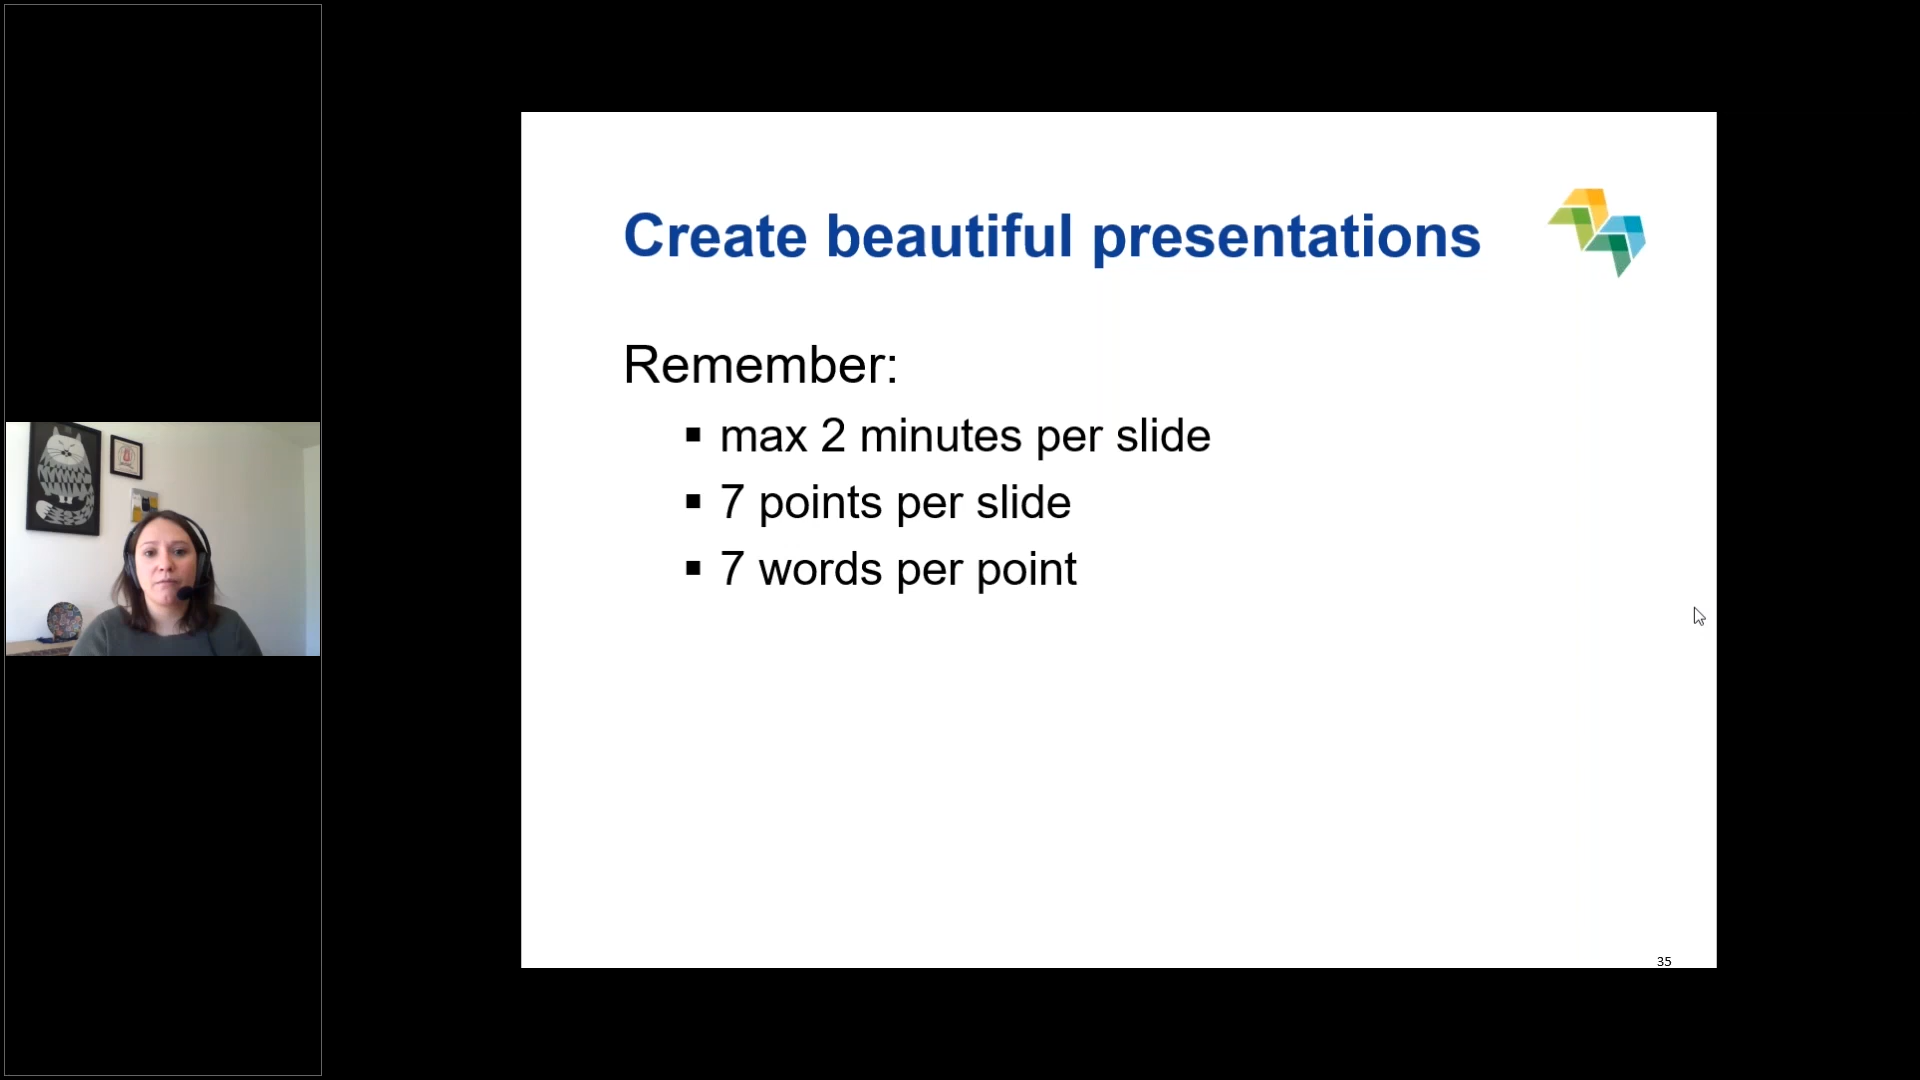 Create beautiful presentations
Remember:
▪ max 2 minutes per slide
▪ 7 points per slide
▪ 7 words per point
35